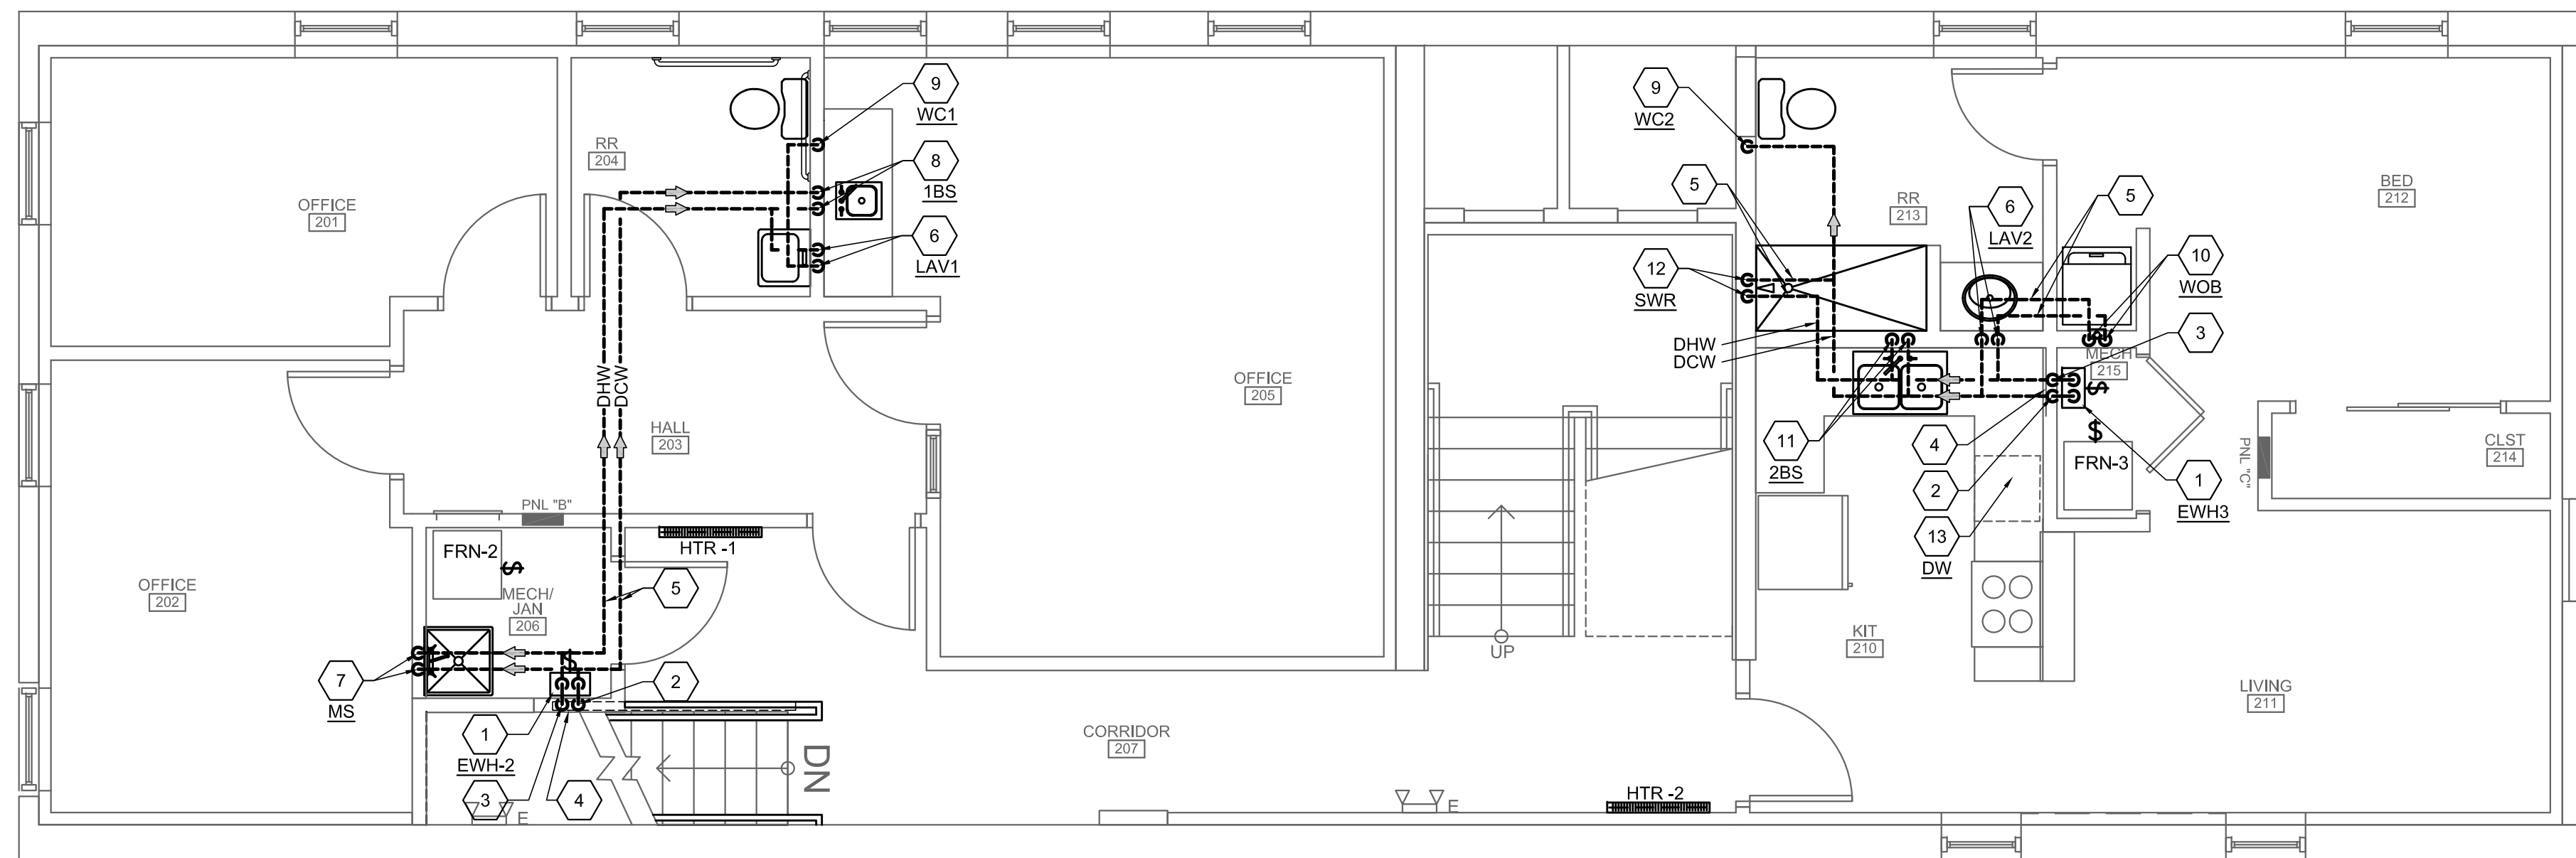 9
WC1
8
1BS
6
LAV1
RR
204
OFFICE
201
DHW
DCW
HALL
203
OFFICE
205
PNL "B"
FRN-2
$
HTR -1
MECH/
JAN
206
5
OFFICE
202
7
MS
$
2
1
EWH-2
3
4
E
DN
CORRIDOR
207
UP
E
HTR -2
9
WC2
5
12
SWR
DHW
DCW
RR
213
6
LAV2
5
10
WOB
3
BED
212
MECH
215
$
$
11
2BS
4
2
13
DW
FRN-3
1
EWH3
PNL "C"
CLST
214
KIT
210
LIVING
211